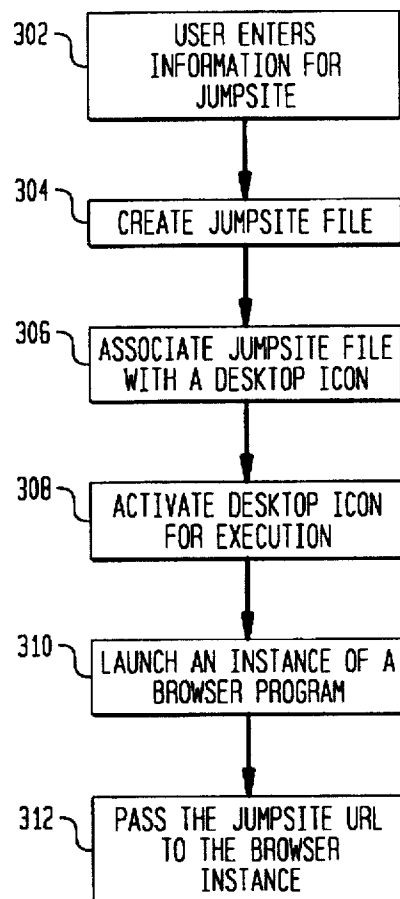 302
USER ENTERS
INFORMATION FOR
JUMPSITE
304
CREATE JUMPSITE FILE
306
ASSOCIATE JUMPSITE FILE
WITH A DESKTOP ICON
308
ACTIVATE DESKTOP ICON
FOR EXECUTION
310
LAUNCH AN INSTANCE OF A
BROWSER PROGRAM
312
PASS THE JUMPSITE URL
TO THE BROWSER
INSTANCE